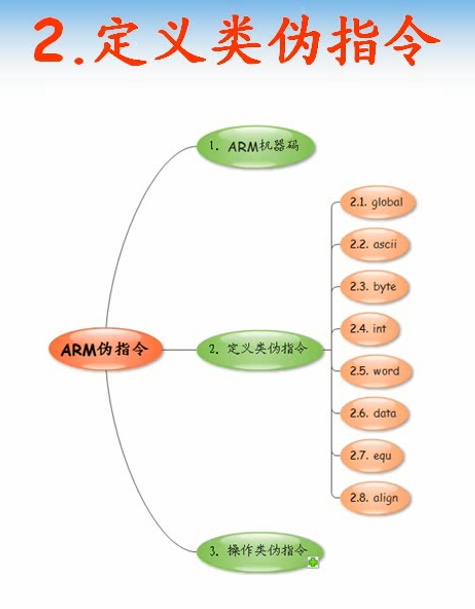 2.定义类伪指令
1. ARM机器码
2.1. global
2.2. ascii
2.3. byte
2.4. int
ARM伪指令
2. 定义类伪指令
2.5. word
2.6. data
2.7. equ
2.8. align
3. 操作类伪指令